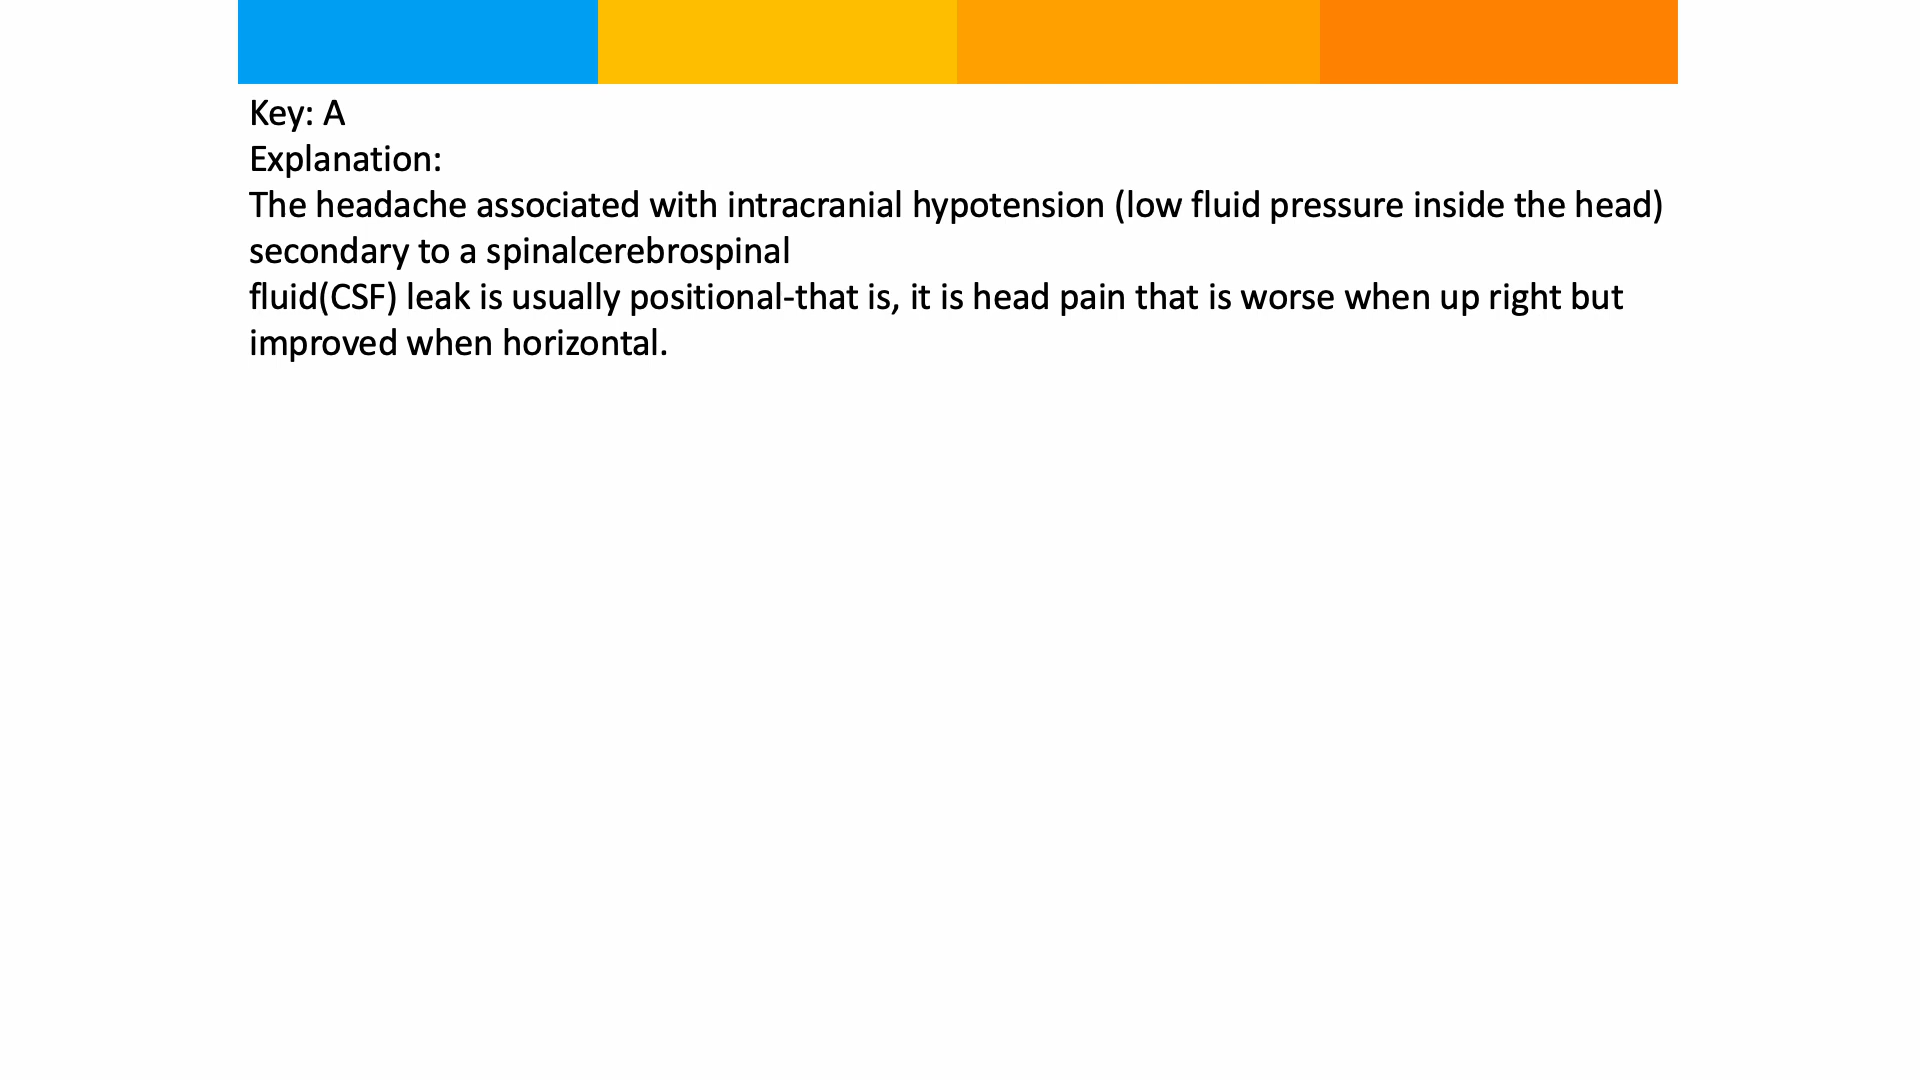 Key: A
Explanation:
The headache associated with intracranial hypotension (low fluid pressure inside the head)
secondary to a spinalcerebrospinal
fluid(CSF) leak is usually positional-that is, it is head pain that is worse when up right but
improved when horizontal.